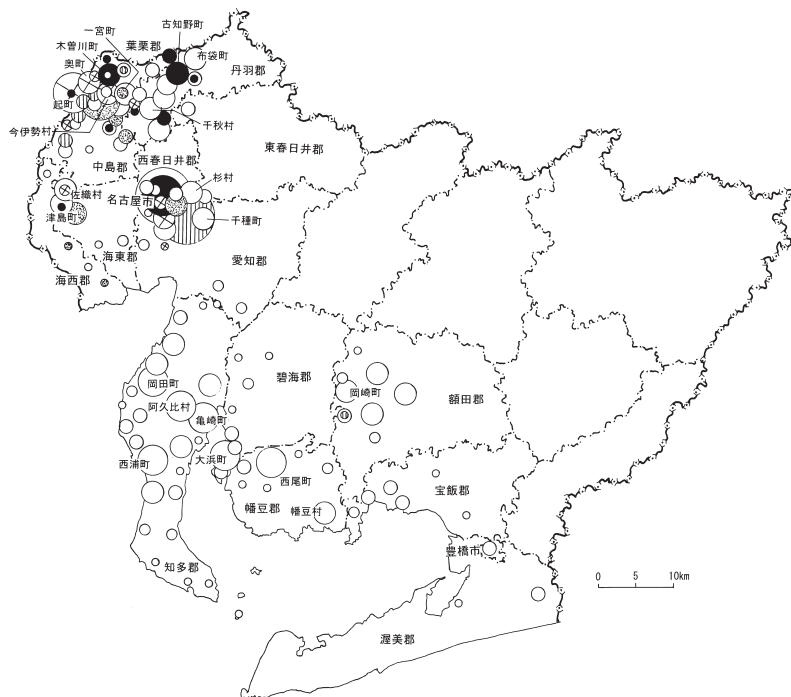 一宮町
古知野町
木曽川町
葉栗郡
布袋町
奥町
丹羽郡
起町
今伊勢村
千秋村
中島郡
西春日井郡
東春日井郡
杉村
佐織村
名古屋市
津島町
千種町
海東郡
愛知郡
海西郡
碧海郡
岡田町
岡崎町
額田郡
阿久比村
亀崎町
西浦町
大浜町
西尾町
宝飯郡
幡豆郡
幡豆村
豊橋市
知多郡
0 5 10km
渥美郡